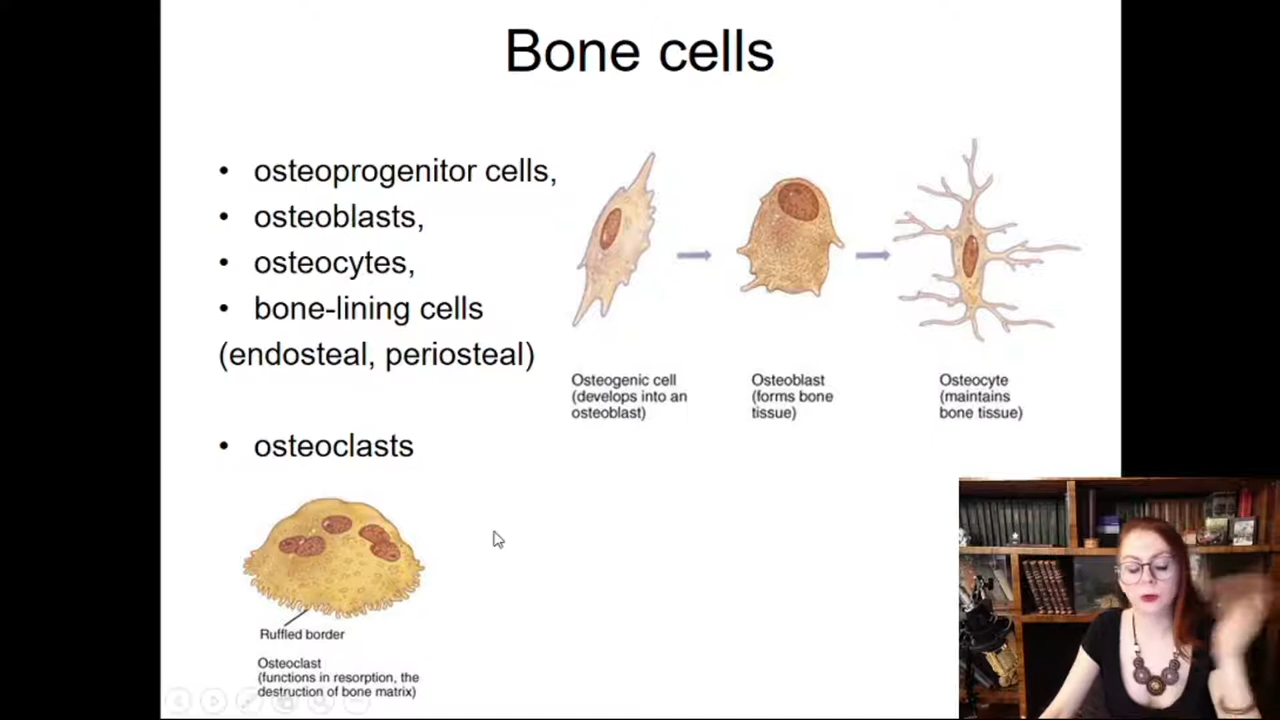 Bone cells
• osteoprogenitor cells,
• osteoblasts,
• osteocytes,
• bone-lining cells
(endosteal, periosteal)
• osteoclasts
Osteogenic cell
(develops into an
osteoblast)
Osteoblast
(forms bone
tissue)
Osteocyte
(maintains
bone tissue)
Ruffled border
Osteoclast
(functions in resorption, the
destruction of bone matrix)